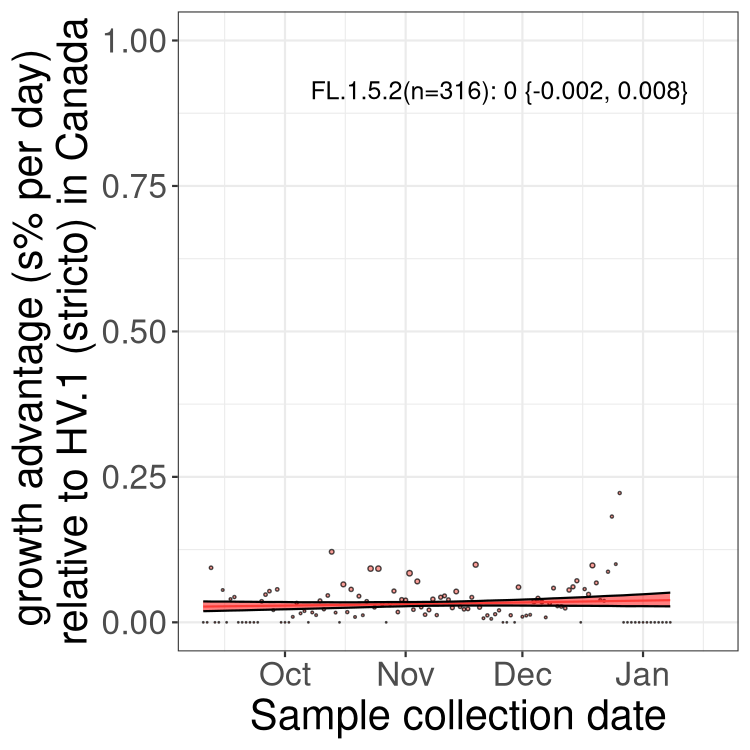 growth advantage (s% per day)
relative to HV.1 (stricto) in Canada
1.00
0.75
0.50
0.25
0.00
FL.1.5.2(n=316): 0 {-0.002, 0.008}
Oct Nov Dec Jan
Sample collection date